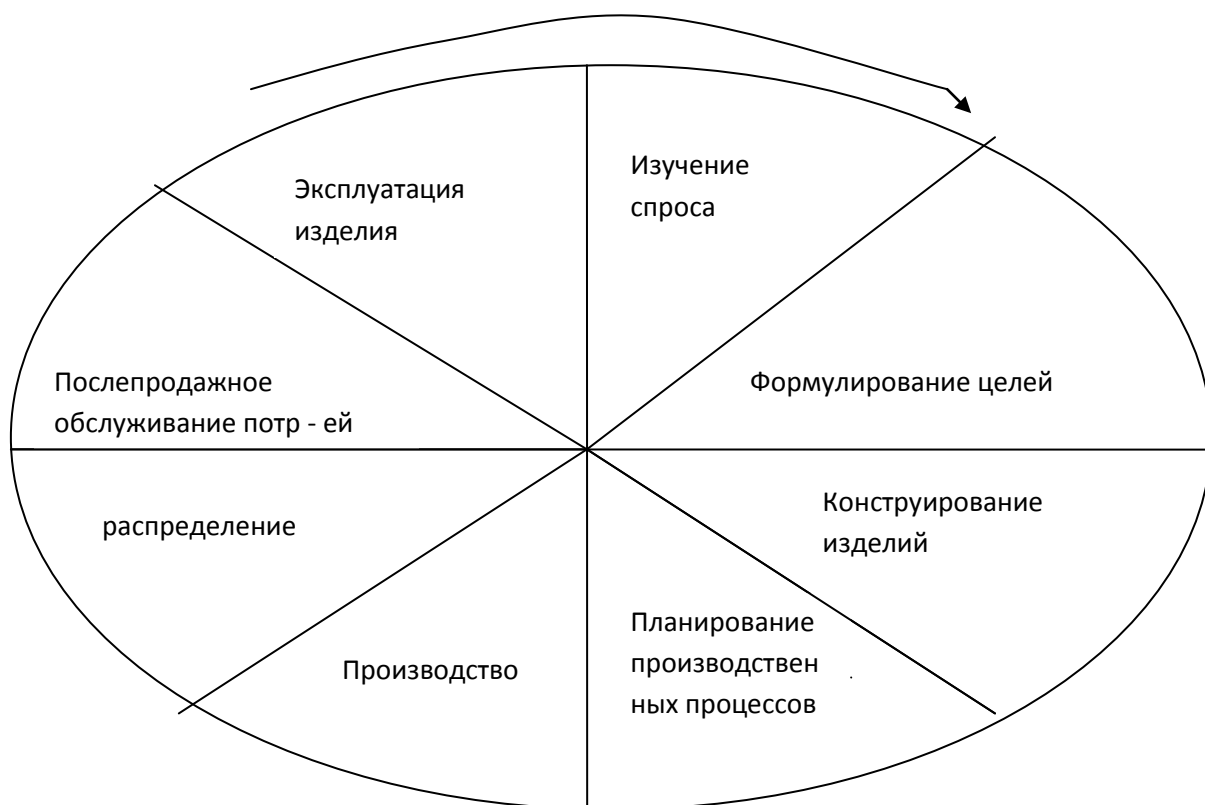 Эксплуатация
изделия
Изучение
спроса
Послепродажное
обслуживание потр - ей
Формулирование целей
распределение
Конструирование
изделий
Производство
Планирование
производствен
ных процессов